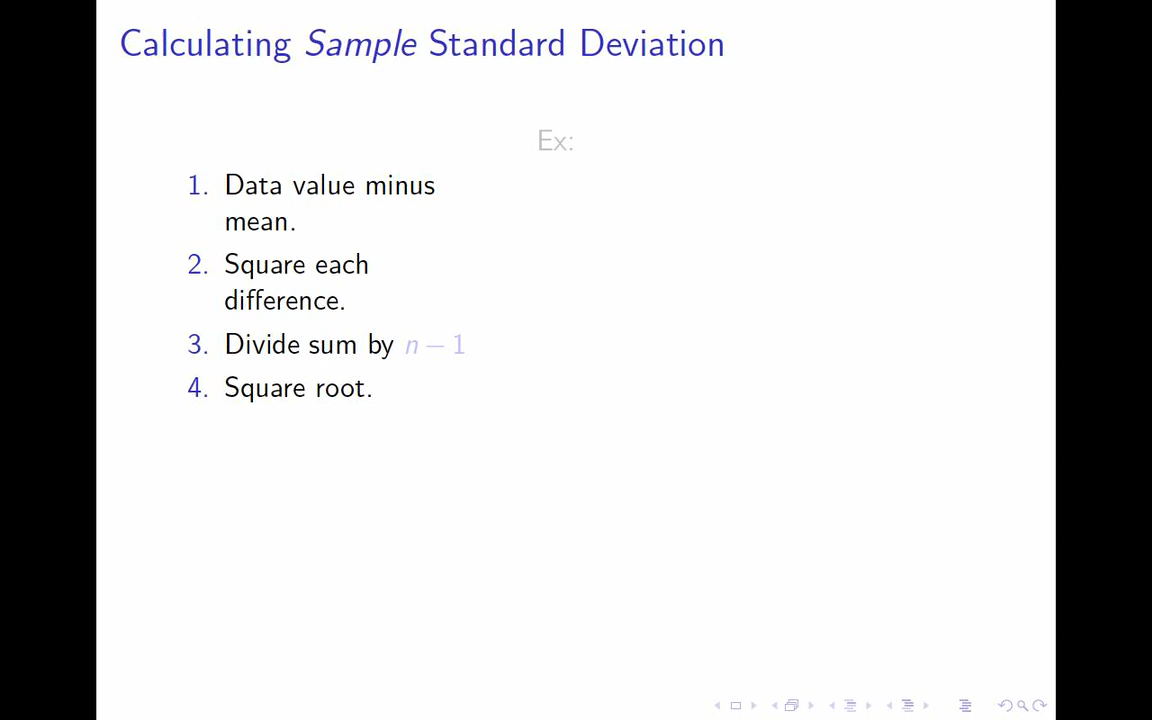 Calculating Sample Standard Deviation
Ex:
1. Data value minus
mean.
2. Square each
difference.
3. Divide sum by n − 1
4. Square root.